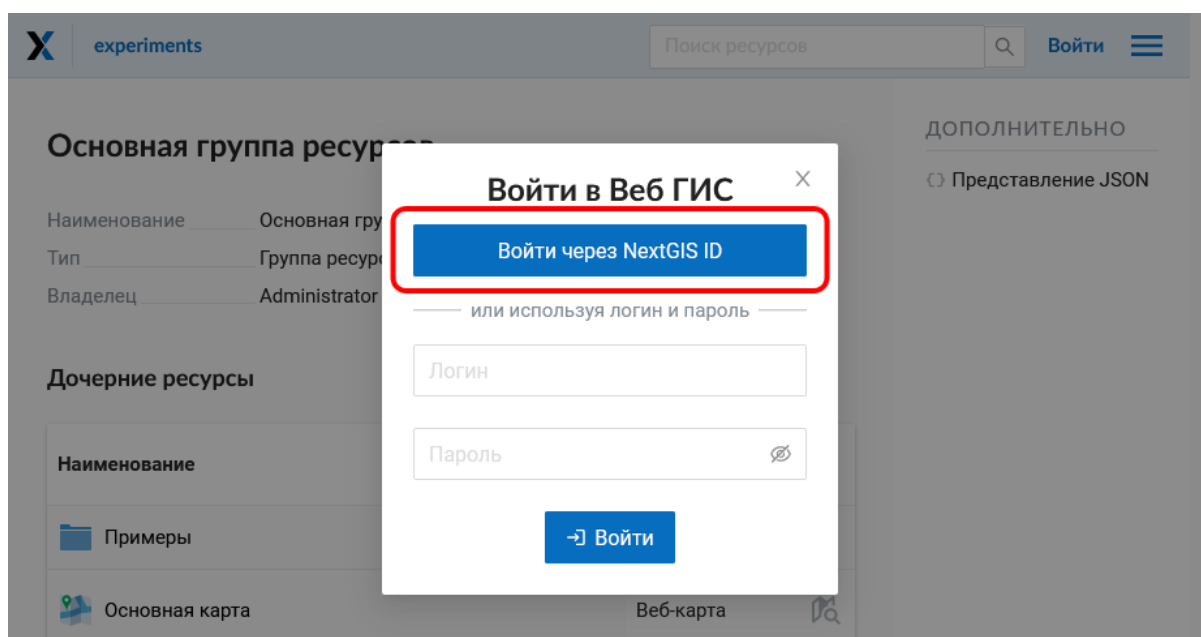 experiments
Поиск ресурсов
Войти
Основная группа ресурсов
Наименование Основная гру
Тип Группа ресурс
Владелец Administrator
Дочерние ресурсы
Наименование
Примеры
Основная карта Веб-карта
Войти в Веб ГИС
Войти через NextGIS ID
или используя логин и пароль
Логин
Пароль
Войти
ДОПОЛНИТЕЛЬНО
{} Представление JSON